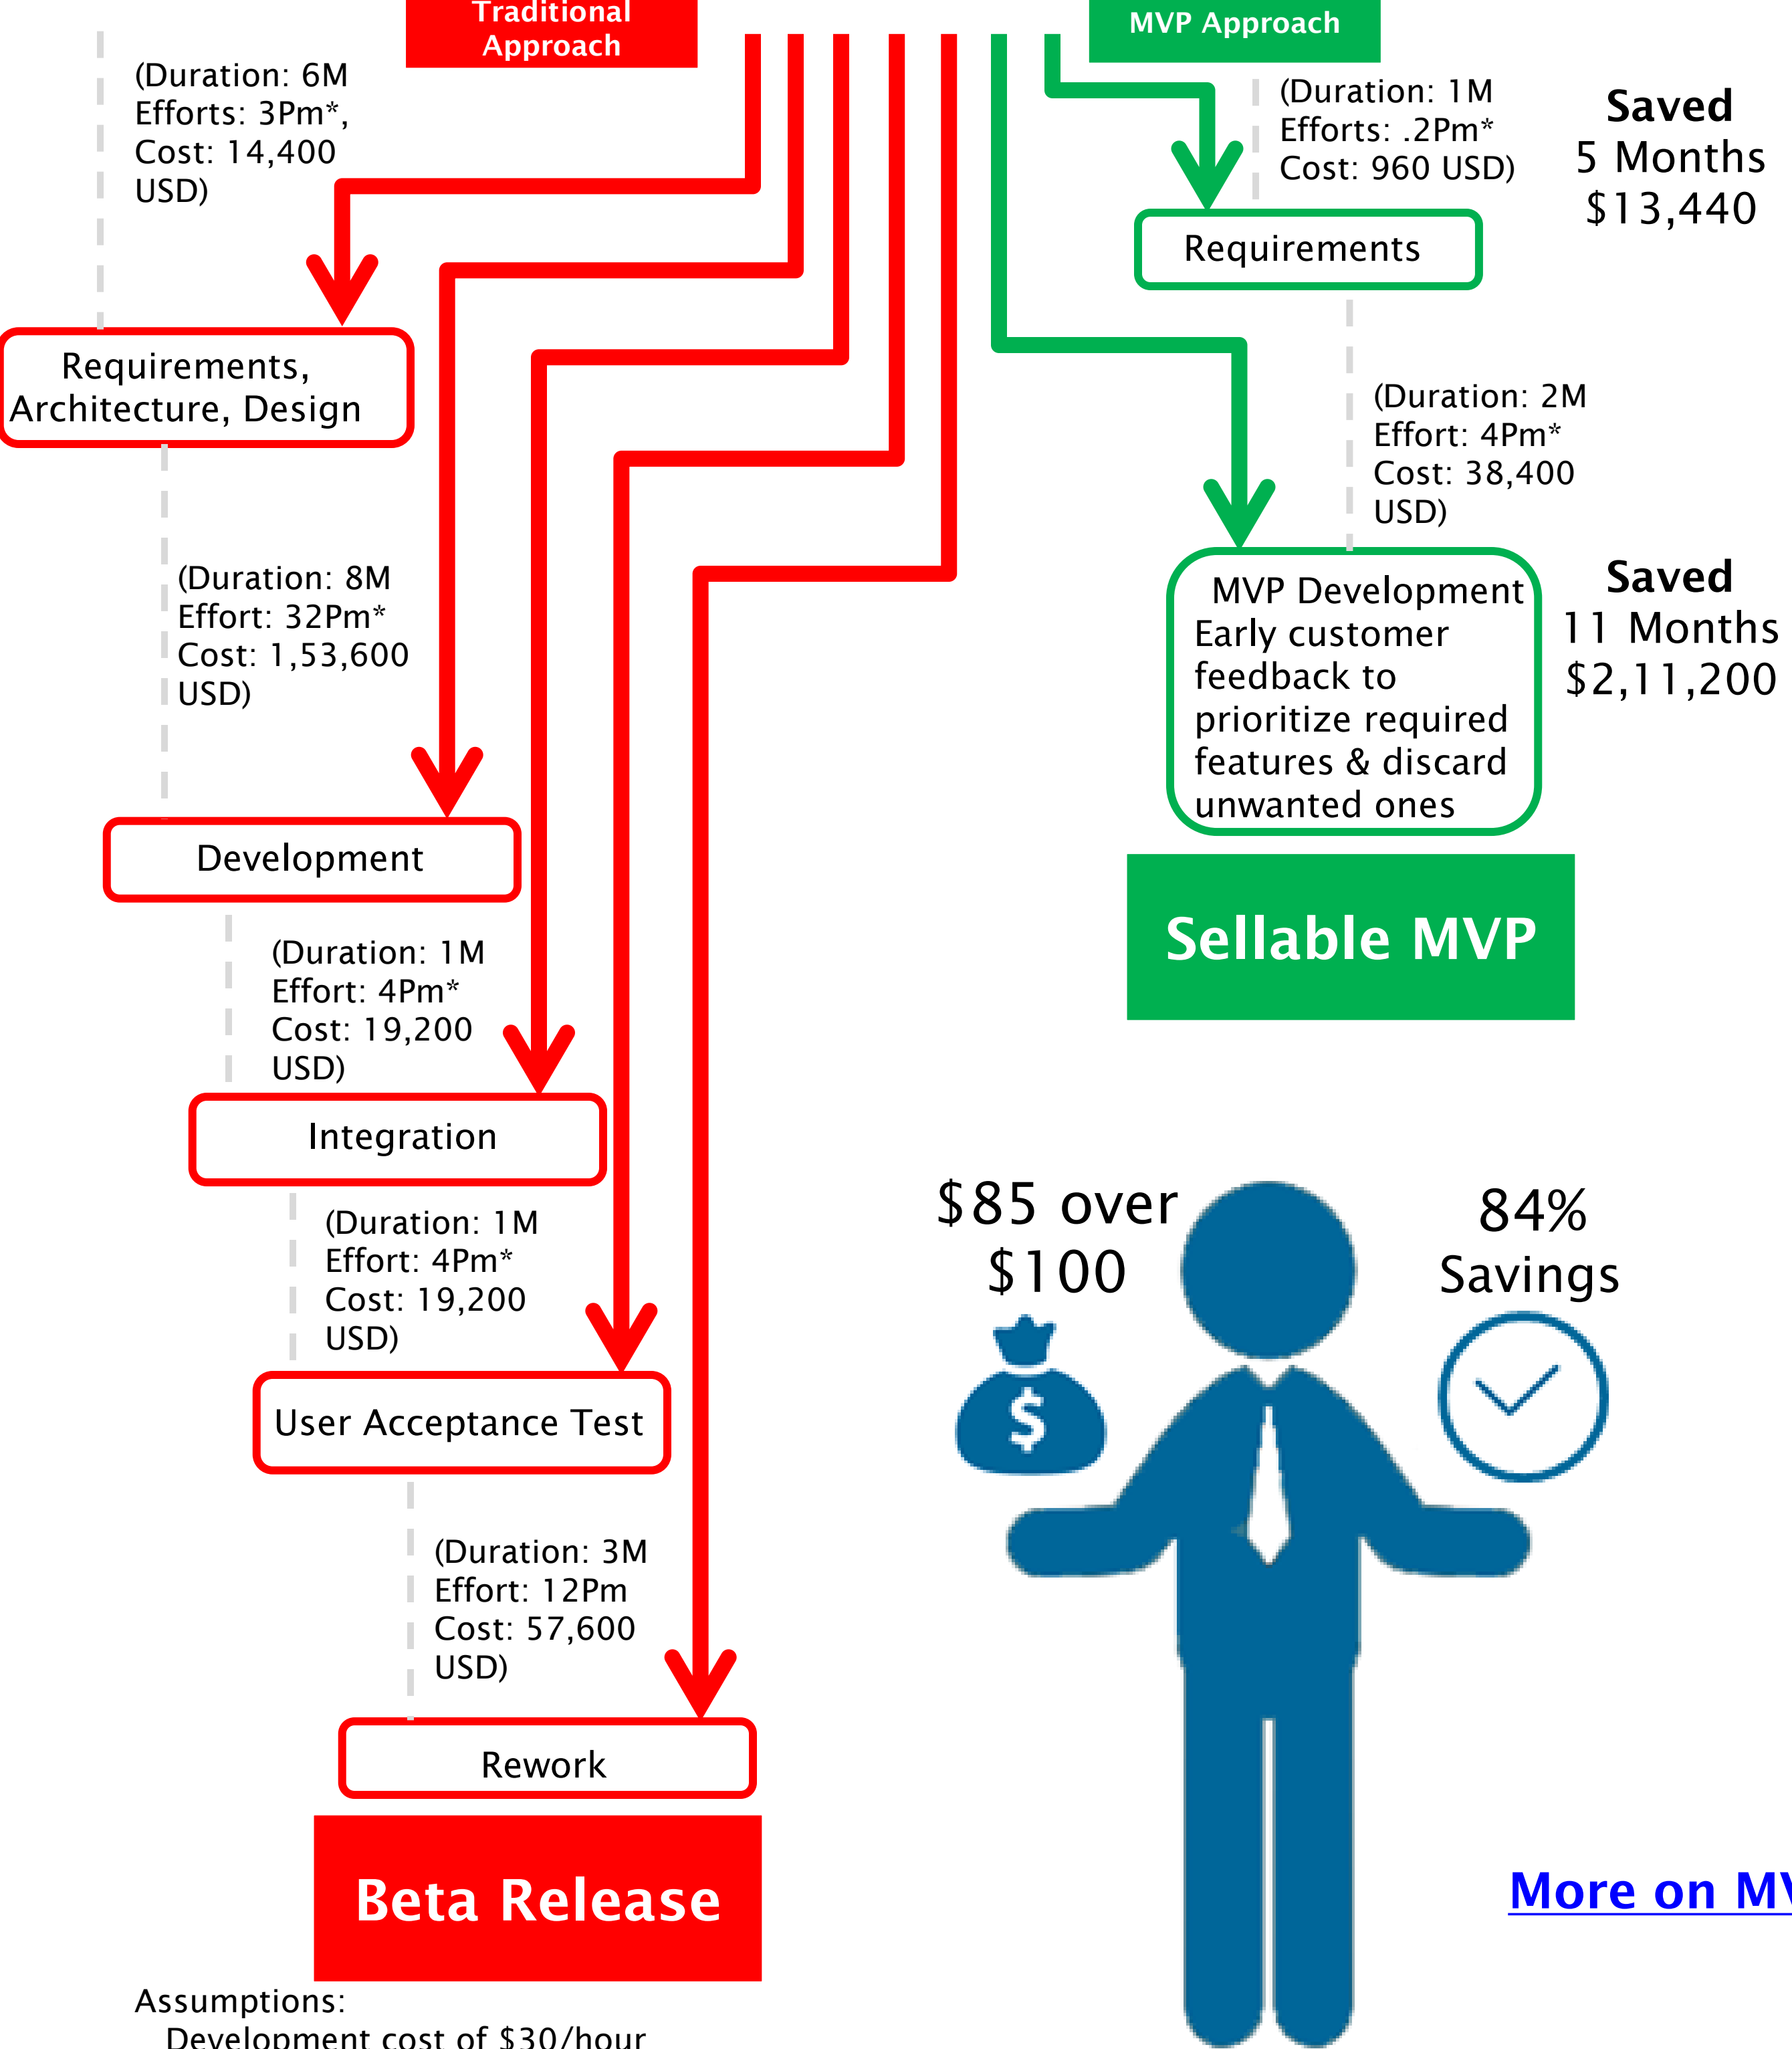 Traditional
Approach
(Duration: 6M
Efforts: 3Pm*,
Cost: 14,400
USD)
Requirements,
Architecture, Design
(Duration: 8M
Effort: 32Pm*
Cost: 1,53,600
USD)
Development
(Duration: 1M
Effort: 4Pm*
Cost: 19,200
USD)
Integration
(Duration: 1M
Effort: 4Pm*
Cost: 19,200
USD)
User Acceptance Test
(Duration: 3M
Effort: 12Pm
Cost: 57,600
USD)
Rework
Beta Release
Assumptions:
Development cost of $30/hour
MVP Approach
(Duration: 1M
Efforts: .2Pm*
Cost: 960 USD)
Saved
5 Months
$13,440
Requirements
(Duration: 2M
Effort: 4Pm*
Cost: 38,400
USD)
MVP Development
Early customer
feedback to
prioritize required
features & discard
unwanted ones
Saved
11 Months
$2,11,200
Sellable MVP
$85 over
$100
84%
Savings
$
More on MV